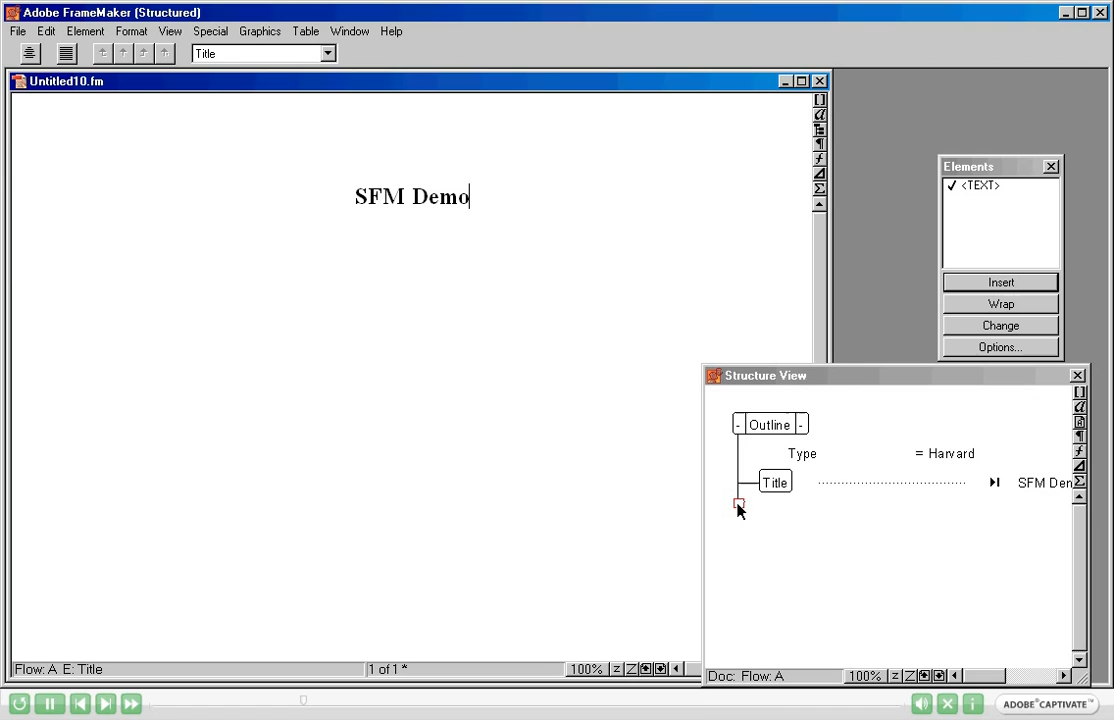 Adobe FrameMaker (Structured)
File Edit Element Format View Special Graphics Table Window Help
Title
Untitled10.fm
SFM Demo
Elements
<TEXT>
Insert
Wrap
Change
Options...
Structure View
Outline
Type = Harvard
Title SFM Den
Doc: Flow: A 100%
Flow: A E: Title 1 of 1 * 100%
ADOBE® CAPTIVATE™